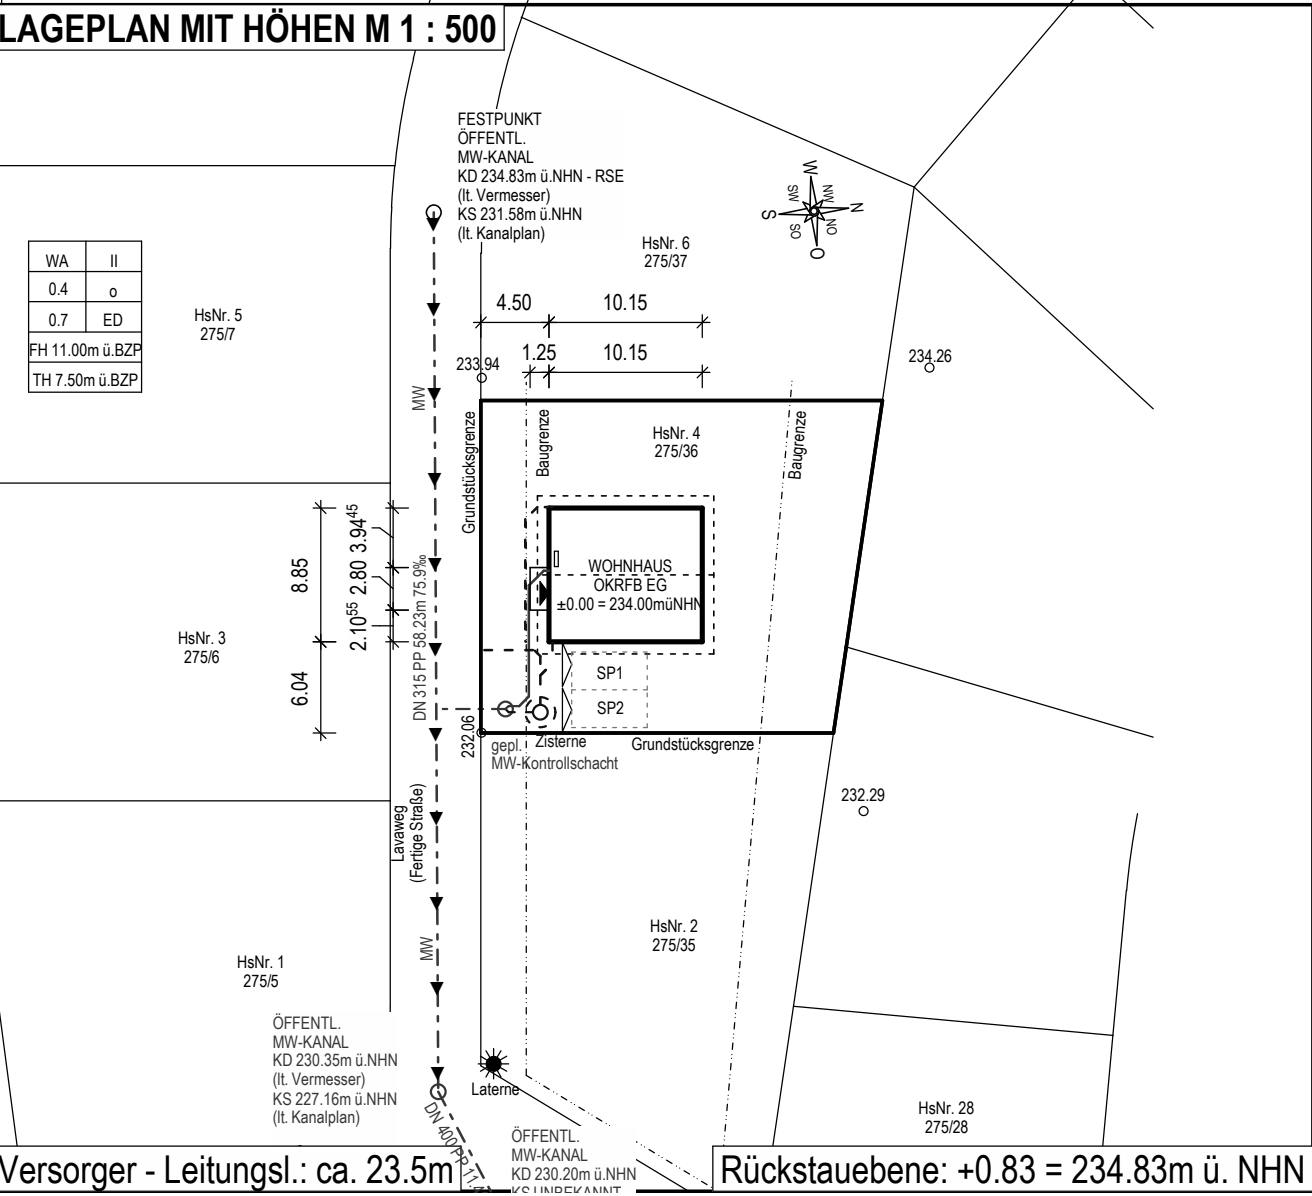 LAGEPLAN MIT HÖHEN M 1 : 500
FESTPUNKT
ÖFFENTL.
MW-KANAL
KD 234.83m ü.NHN - RSE
(lt. Vermesser)
KS 231.58m ü.NHN
(lt. Kanalplan)
W
NW
N
NO
O
SO
S
SW
WA II
0.4 o
0.7 ED
FH 11.00m ü.BZP
TH 7.50m ü.BZP
HsNr. 5
275/7
HsNr. 6
275/37
4.50 10.15
1.25 10.15
233.94
234.26
MW
Grundstücksgrenze
Baugrenze
HsNr. 4
275/36
Baugrenze
8.85
6.04
3.94⁴⁵
2.80
2.10⁵⁵
DN 315 PP 58.23m 75.9‰
WOHNHAUS
OKRFB EG
±0.00 = 234.00müNHN
HsNr. 3
275/6
SP1
SP2
232.06
gepl.
MW-Kontrollschacht
Zisterne
Grundstücksgrenze
232.29
Lavaweg
(Fertige Straße)
MW
HsNr. 2
275/35
HsNr. 1
275/5
ÖFFENTL.
MW-KANAL
KD 230.35m ü.NHN
(lt. Vermesser)
KS 227.16m ü.NHN
(lt. Kanalplan)
Laterne
DN 400 PP
HsNr. 28
275/28
ÖFFENTL.
MW-KANAL
KD 230.20m ü.NHN
KS UNBEKANNT
Versorger - Leitungsl.: ca. 23.5m
Rückstauebene: +0.83 = 234.83m ü. NHN